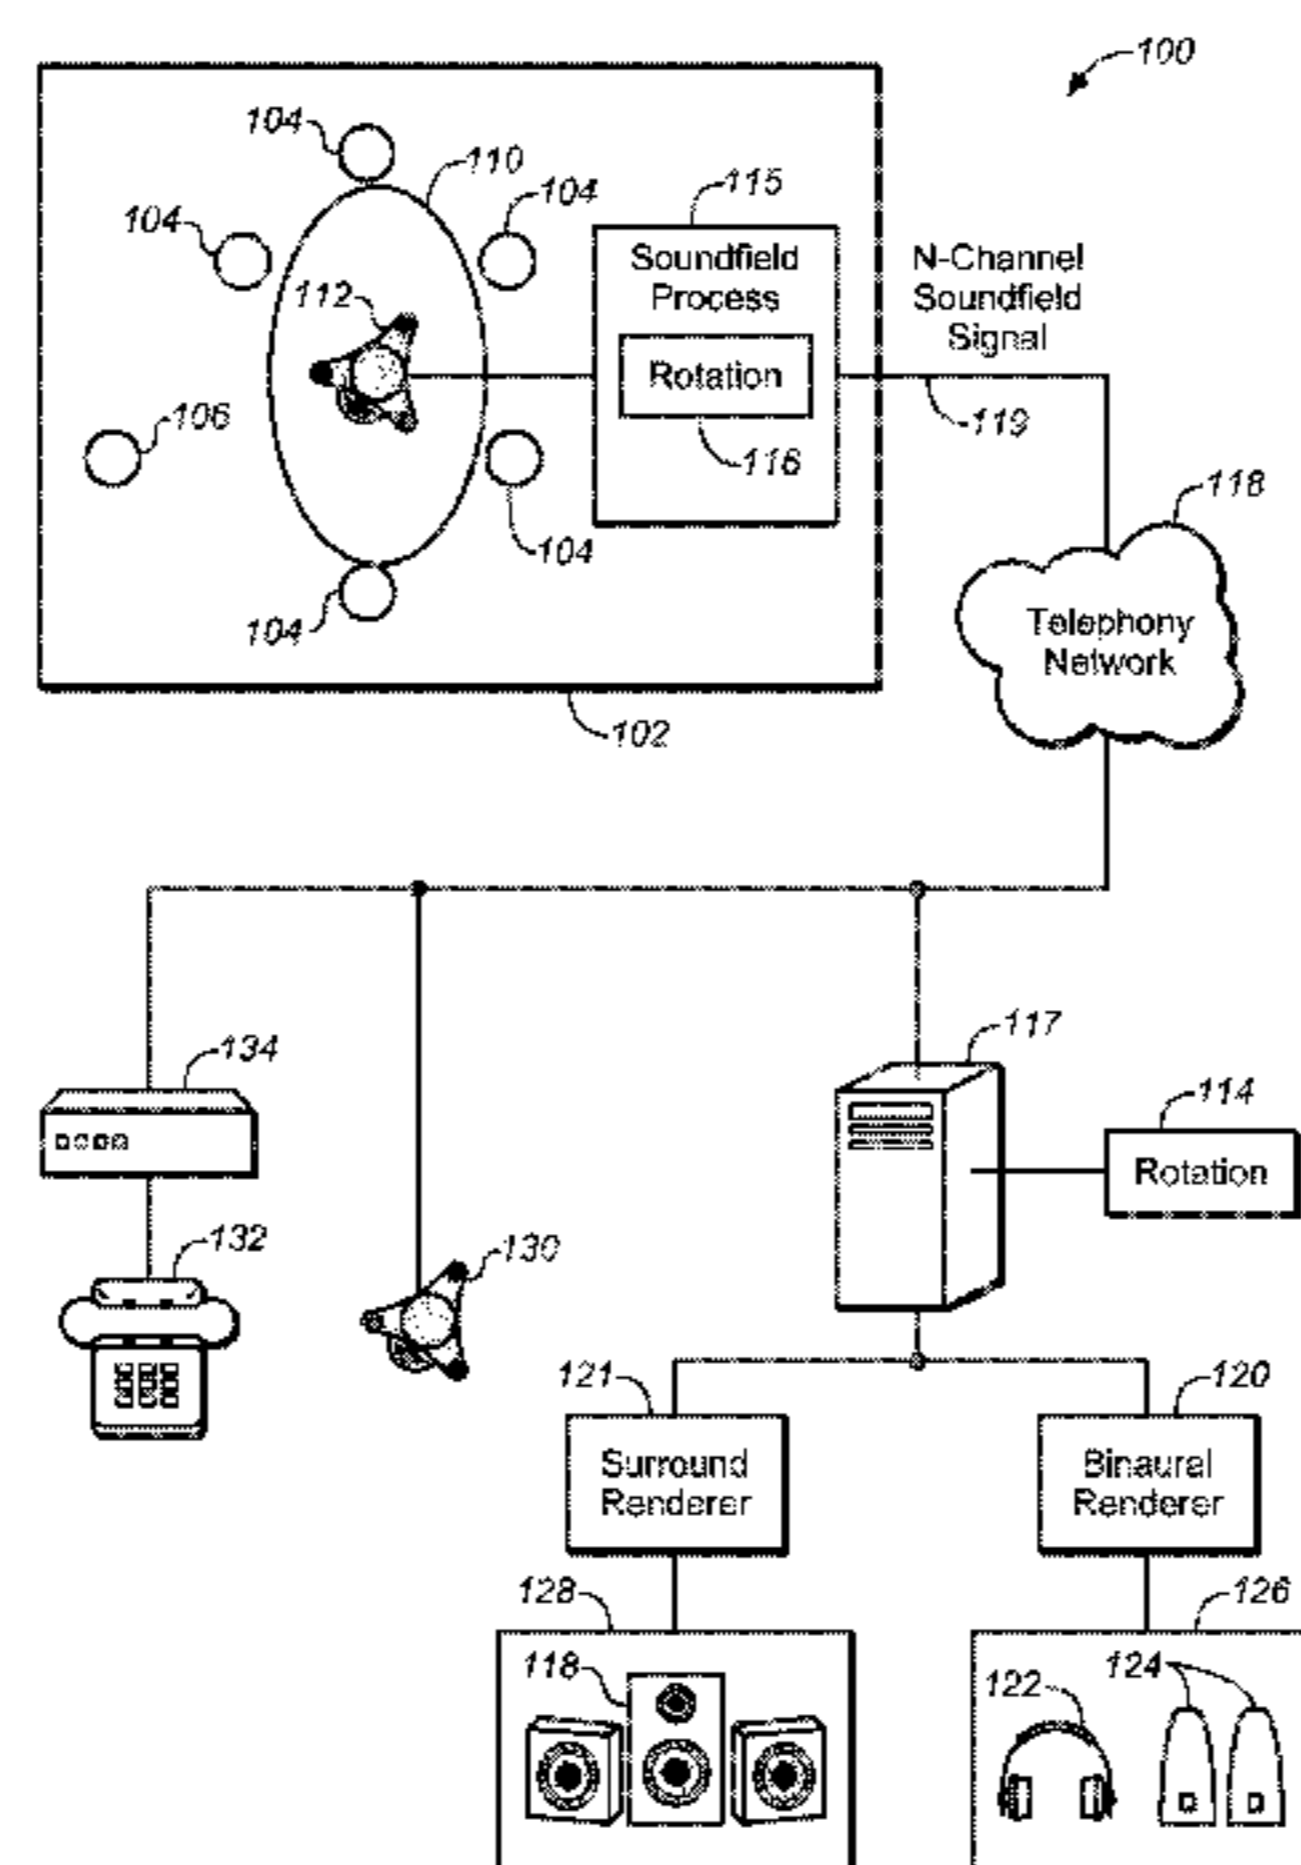 100
104
110
104
115
104
112
Soundfield
Process
N-Channel
Soundfield
Signal
Rotation
106
119
116
118
104
104
Telephony
Network
102
117
134
114
Rotation
132
130
121
120
Surround
Renderer
Binaural
Renderer
128
126
118
124
122